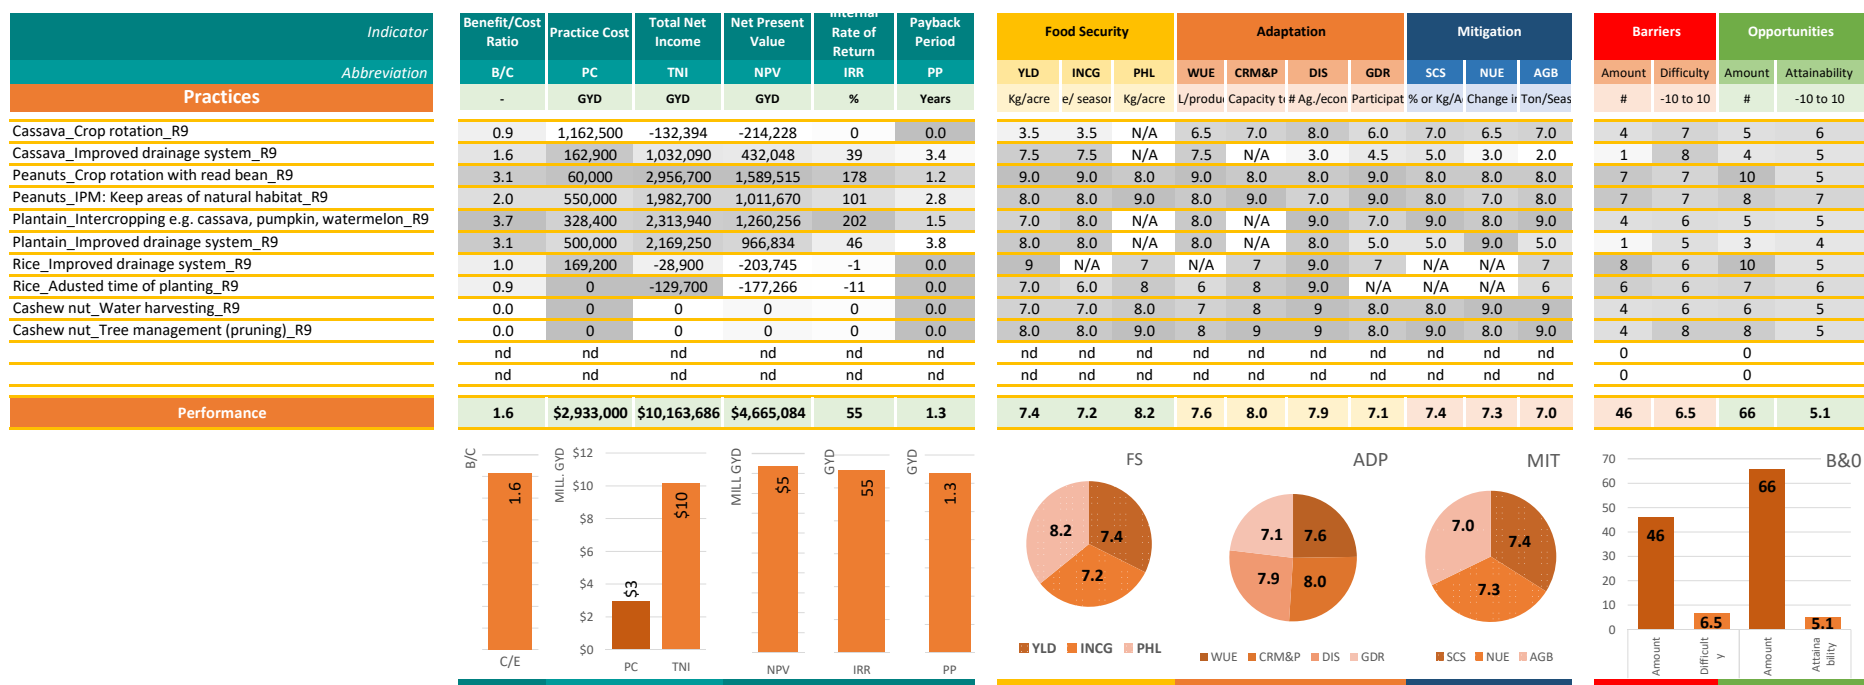 Indicator Benefit/Cost Ratio Practice Cost Total Net Income Net Present Value Internal Rate of Return Payback Period Food Security Adaptation Mitigation Barriers Opportunities
Abbreviation B/C PC TNI NPV IRR PP YLD INCG PHL WUE CRM&P DIS GDR SCS NUE AGB Amount Difficulty Amount Attainability
Practices - GYD GYD GYD % Years Kg/acre e/ season Kg/acre L/produ Capacity t # Ag./econ Participat % or Kg/A Change i Ton/Seas # -10 to 10 # -10 to 10
Cassava_Crop rotation_R9 0.9 1,162,500 -132,394 -214,228 0 0.0 3.5 3.5 N/A 6.5 7.0 8.0 6.0 7.0 6.5 7.0 4 7 5 6
Cassava_Improved drainage system_R9 1.6 162,900 1,032,090 432,048 39 3.4 7.5 7.5 N/A 7.5 N/A 3.0 4.5 5.0 3.0 2.0 1 8 4 5
Peanuts_Crop rotation with read bean_R9 3.1 60,000 2,956,700 1,589,515 178 1.2 9.0 9.0 8.0 9.0 8.0 8.0 9.0 9.0 8.0 8.0 7 7 10 5
Peanuts_IPM: Keep areas of natural habitat_R9 2.0 550,000 1,982,700 1,011,670 101 2.8 8.0 8.0 9.0 8.0 9.0 7.0 9.0 8.0 7.0 8.0 7 7 8 7
Plantain_Intercropping e.g. cassava, pumpkin, watermelon_R9 3.7 328,400 2,313,940 1,260,256 202 1.5 7.0 8.0 N/A 8.0 N/A 9.0 7.0 9.0 8.0 9.0 4 6 5 5
Plantain_Improved drainage system_R9 3.1 500,000 2,169,250 966,834 46 3.8 8.0 8.0 N/A 8.0 N/A 8.0 5.0 5.0 9.0 5.0 1 5 3 4
Rice_Improved drainage system_R9 1.0 169,200 -28,900 -203,745 -1 0.0 9 N/A 7 N/A 7 9.0 7 N/A N/A 7 8 6 10 5
Rice_Adusted time of planting_R9 0.9 0 -129,700 -177,266 -11 0.0 7.0 6.0 8 6 8 9.0 N/A N/A N/A 6 6 6 7 6
Cashew nut_Water harvesting_R9 0.0 0 0 0 0 0.0 7.0 7.0 8.0 7 8 9 8.0 8.0 9.0 9 4 6 6 5
Cashew nut_Tree management (pruning)_R9 0.0 0 0 0 0 0.0 8.0 8.0 9.0 8 9 9 8.0 9.0 8.0 9.0 4 8 8 5
nd nd nd nd nd nd nd nd nd nd nd nd nd nd nd nd 0 0
nd nd nd nd nd nd nd nd nd nd nd nd nd nd nd nd 0 0
Performance 1.6 $2,933,000 $10,163,686 $4,665,084 55 1.3 7.4 7.2 8.2 7.6 8.0 7.9 7.1 7.4 7.3 7.0 46 6.5 66 5.1
B/C
1.6
C/E
MILL. GYD
$12
$10
$8
$6
$4
$2
$0
$3
$10
PC TNI
MILL GYD
$5
NPV
GYD
55
IRR
GYD
1.3
PP
FS
8.2 7.4
7.2
YLD INCG PHL
ADP
7.1 7.6
7.9 8.0
WUE CRM&P DIS GDR
MIT
7.0 7.4
7.3
SCS NUE AGB
B&0
70
60
50
40
30
20
10
0
46
6.5
66
5.1
Amount
Difficult
y
Amount
Attaina
bility